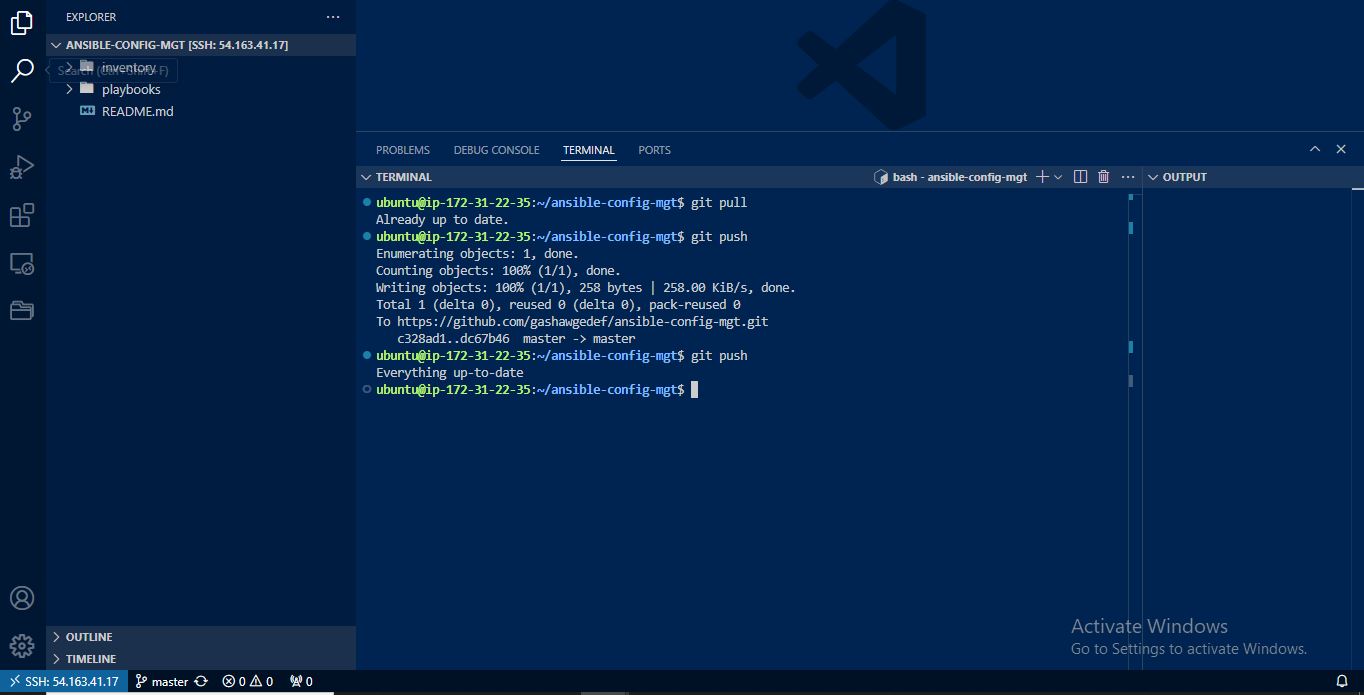 EXPLORER
ANSIBLE-CONFIG-MGT [SSH: 54.163.41.17]
inventory
Search (Ctrl+Shift+F)
playbooks
README.md
OUTLINE
TIMELINE
PROBLEMS DEBUG CONSOLE TERMINAL PORTS
TERMINAL
bash - ansible-config-mgt
OUTPUT
ubuntu@ip-172-31-22-35:~/ansible-config-mgt$ git pull
Already up to date.
ubuntu@ip-172-31-22-35:~/ansible-config-mgt$ git push
Enumerating objects: 1, done.
Counting objects: 100% (1/1), done.
Writing objects: 100% (1/1), 258 bytes | 258.00 KiB/s, done.
Total 1 (delta 0), reused 0 (delta 0), pack-reused 0
To https://github.com/gashawgedef/ansible-config-mgt.git
c328ad1..dc67b46  master -> master
ubuntu@ip-172-31-22-35:~/ansible-config-mgt$ git push
Everything up-to-date
ubuntu@ip-172-31-22-35:~/ansible-config-mgt$
Activate Windows
Go to Settings to activate Windows.
SSH: 54.163.41.17 master 0 0 0